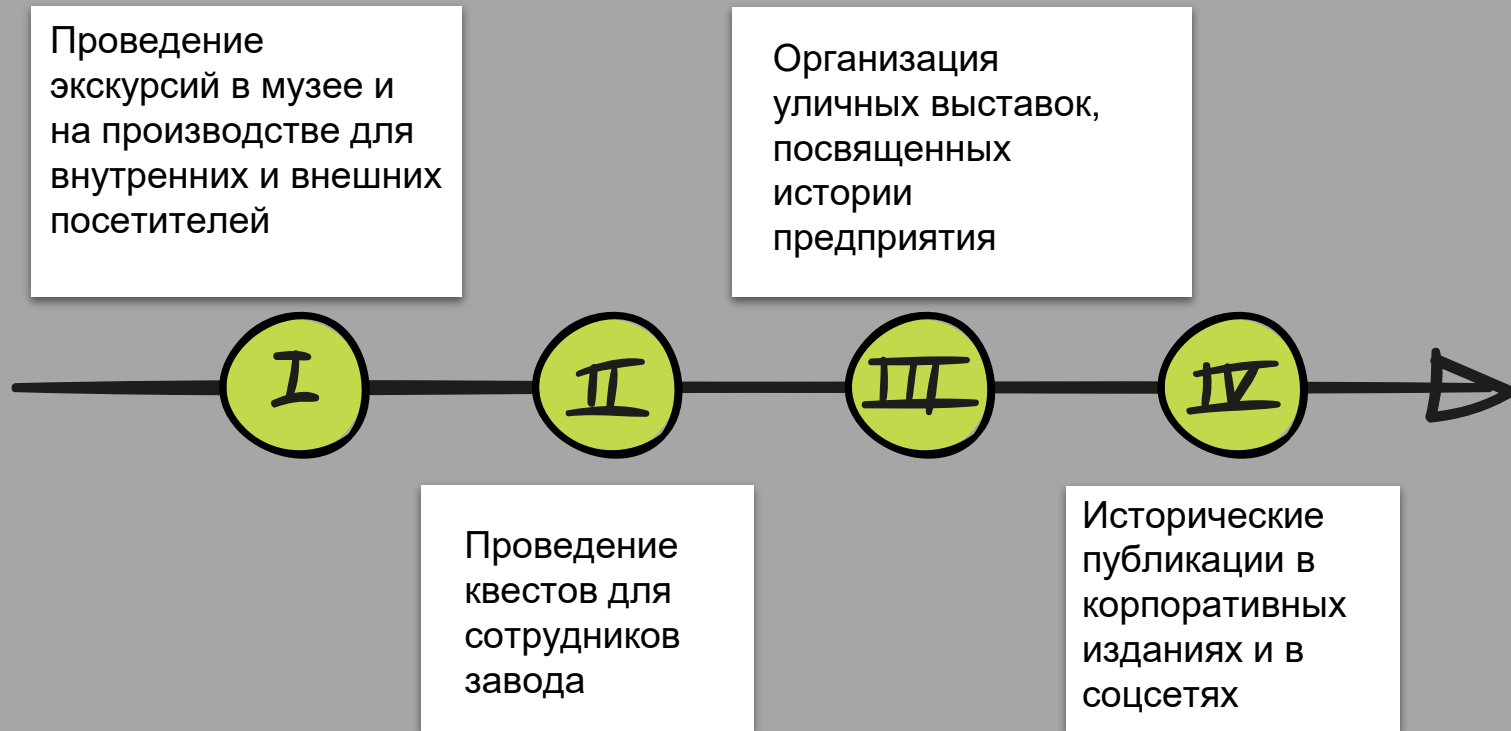 Проведение
экскурсий в музее и
на производстве для
внутренних и внешних
посетителей
Организация
уличных выставок,
посвященных
истории
предприятия
I
II
III
IV
Проведение
квестов для
сотрудников
завода
Исторические
публикации в
корпоративных
изданиях и в
соцсетях